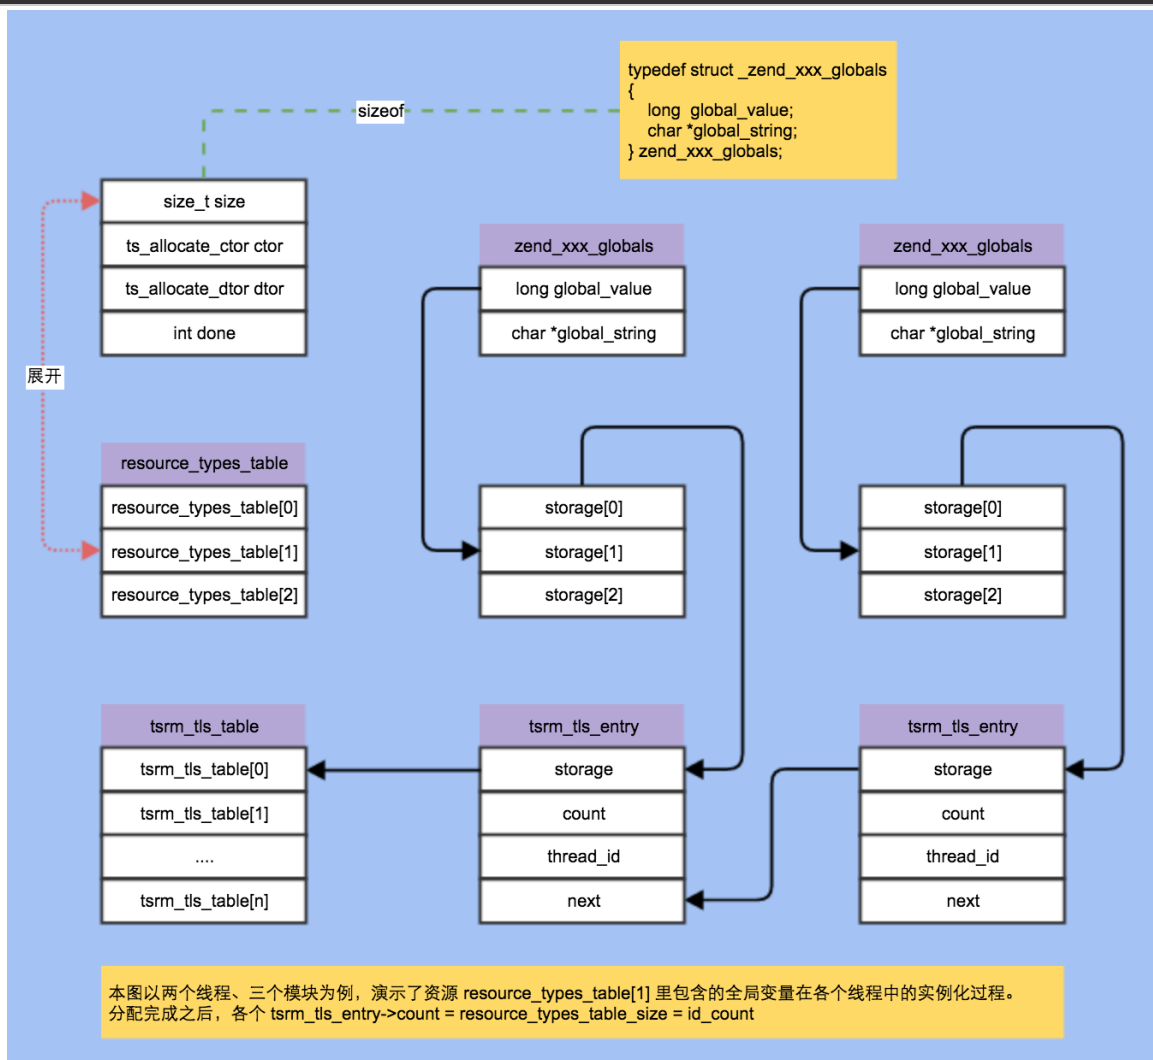 typedef struct _zend_xxx_globals
{
long global_value;
char *global_string;
} zend_xxx_globals;
sizeof
size_t size
ts_allocate_ctor ctor
ts_allocate_dtor dtor
int done
zend_xxx_globals
long global_value
char *global_string
zend_xxx_globals
long global_value
char *global_string
展开
resource_types_table
resource_types_table[0]
resource_types_table[1]
resource_types_table[2]
storage[0]
storage[1]
storage[2]
storage[0]
storage[1]
storage[2]
tsrm_tls_table
tsrm_tls_table[0]
tsrm_tls_table[1]
....
tsrm_tls_table[n]
tsrm_tls_entry
storage
count
thread_id
next
tsrm_tls_entry
storage
count
thread_id
next
本图以两个线程、三个模块为例，演示了资源 resource_types_table[1] 里包含的全局变量在各个线程中的实例化过程。
分配完成之后，各个 tsrm_tls_entry->count = resource_types_table_size = id_count